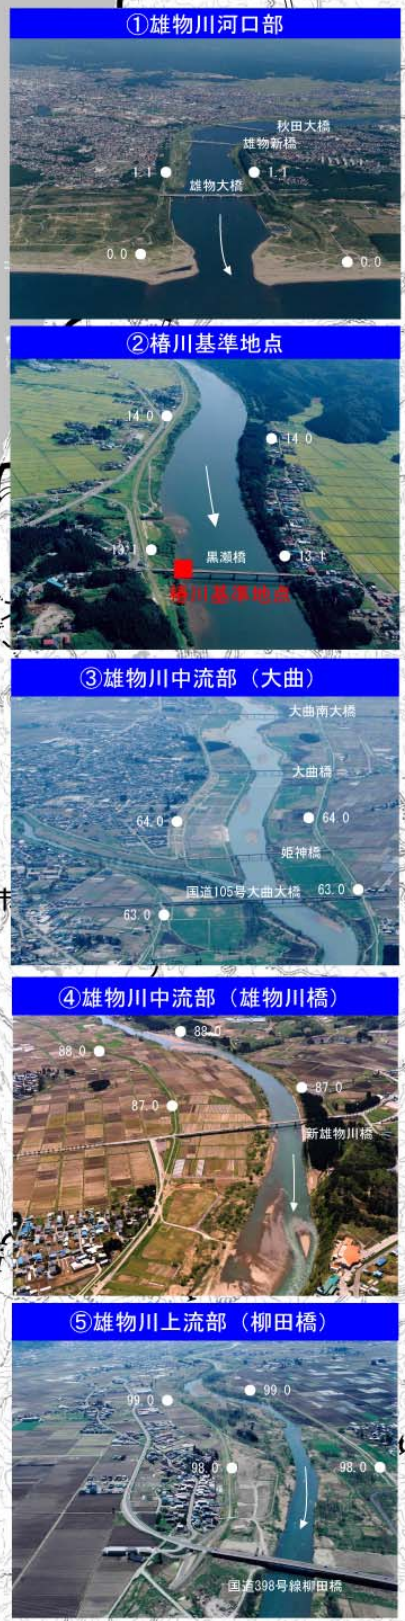 ①雄物川河口部
秋田大橋
雄物新橋
1.1
1.1
雄物大橋
0.0
0.0
②椿川基準地点
14.0
14.0
13.1
黒瀬橋
13.1
椿川基準地点
③雄物川中流部(大曲)
大曲南大橋
大曲橋
64.0
64.0
姫神橋
国道105号大曲大橋
63.0
63.0
④雄物川中流部(雄物川橋)
88.0
88.0
87.0
87.0
新雄物川橋
⑤雄物川上流部(柳田橋)
99.0
99.0
98.0
98.0
国道398号線柳田橋